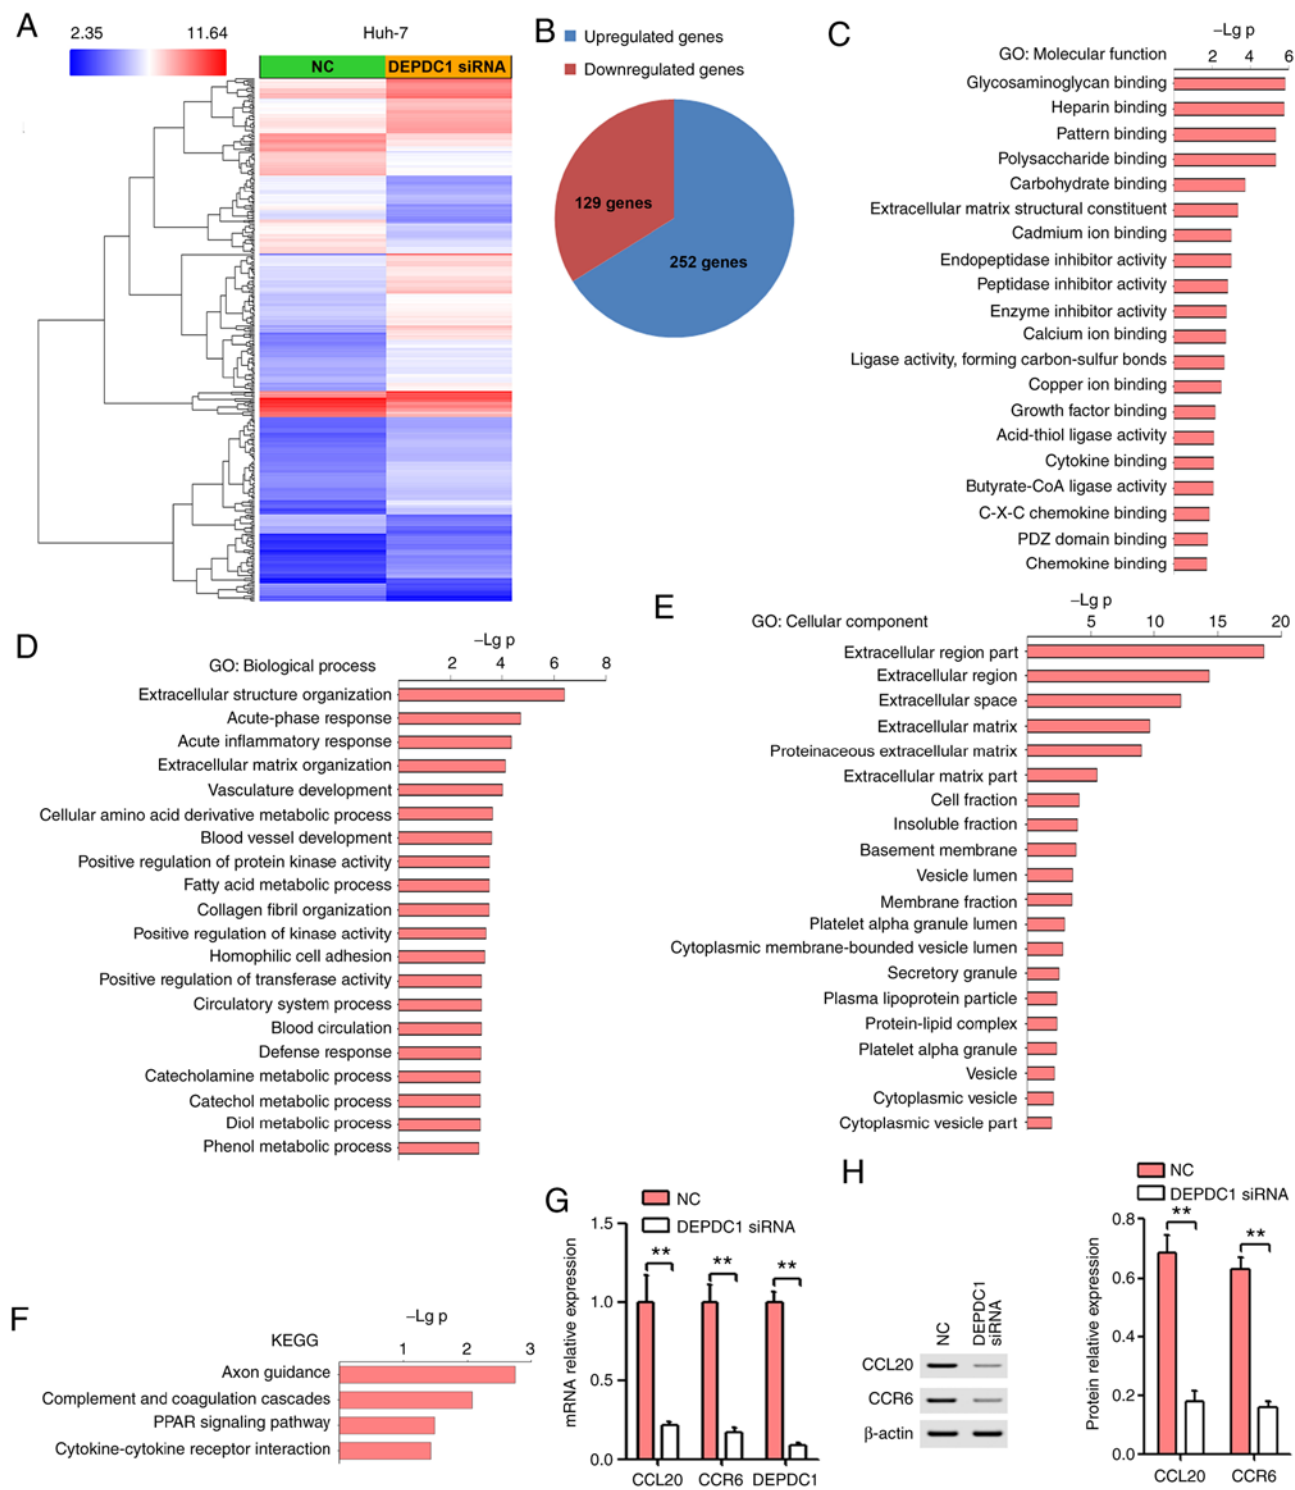 A
2.35
11.64
Huh-7
NC
DEPDC1 siRNA
B
Upregulated genes
Downregulated genes
129 genes
252 genes
C
–Lg p
GO: Molecular function
2 4 6
Glycosaminoglycan binding
Heparin binding
Pattern binding
Polysaccharide binding
Carbohydrate binding
Extracellular matrix structural constituent
Cadmium ion binding
Endopeptidase inhibitor activity
Peptidase inhibitor activity
Enzyme inhibitor activity
Calcium ion binding
Ligase activity, forming carbon-sulfur bonds
Copper ion binding
Growth factor binding
Acid-thiol ligase activity
Cytokine binding
Butyrate-CoA ligase activity
C-X-C chemokine binding
PDZ domain binding
Chemokine binding
D
–Lg p
GO: Biological process
2 4 6 8
Extracellular structure organization
Acute-phase response
Acute inflammatory response
Extracellular matrix organization
Vasculature development
Cellular amino acid derivative metabolic process
Blood vessel development
Positive regulation of protein kinase activity
Fatty acid metabolic process
Collagen fibril organization
Positive regulation of kinase activity
Homophilic cell adhesion
Positive regulation of transferase activity
Circulatory system process
Blood circulation
Defense response
Catecholamine metabolic process
Catechol metabolic process
Diol metabolic process
Phenol metabolic process
E
–Lg p
GO: Cellular component
5 10 15 20
Extracellular region part
Extracellular region
Extracellular space
Extracellular matrix
Proteinaceous extracellular matrix
Extracellular matrix part
Cell fraction
Insoluble fraction
Basement membrane
Vesicle lumen
Membrane fraction
Platelet alpha granule lumen
Cytoplasmic membrane-bounded vesicle lumen
Secretory granule
Plasma lipoprotein particle
Protein-lipid complex
Platelet alpha granule
Vesicle
Cytoplasmic vesicle
Cytoplasmic vesicle part
F
–Lg p
KEGG
1 2 3
Axon guidance
Complement and coagulation cascades
PPAR signaling pathway
Cytokine-cytokine receptor interaction
G
NC
DEPDC1 siRNA
mRNA relative expression
1.5
1.0
0.5
0.0
** ** **
CCL20 CCR6 DEPDC1
H
NC
DEPDC1
siRNA
CCL20
CCR6
β-actin
NC
DEPDC1 siRNA
Protein relative expression
0.8
0.6
0.4
0.2
0.0
** **
CCL20 CCR6